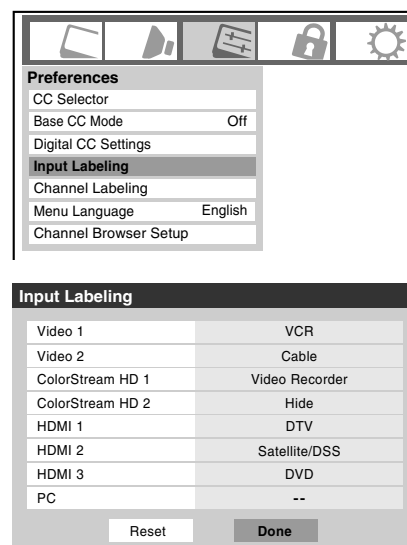 Preferences
CC Selector
Base CC Mode Off
Digital CC Settings
Input Labeling
Channel Labeling
Menu Language English
Channel Browser Setup
Input Labeling
Video 1 VCR
Video 2 Cable
ColorStream HD 1 Video Recorder
ColorStream HD 2 Hide
HDMI 1 DTV
HDMI 2 Satellite/DSS
HDMI 3 DVD
PC --
Reset Done